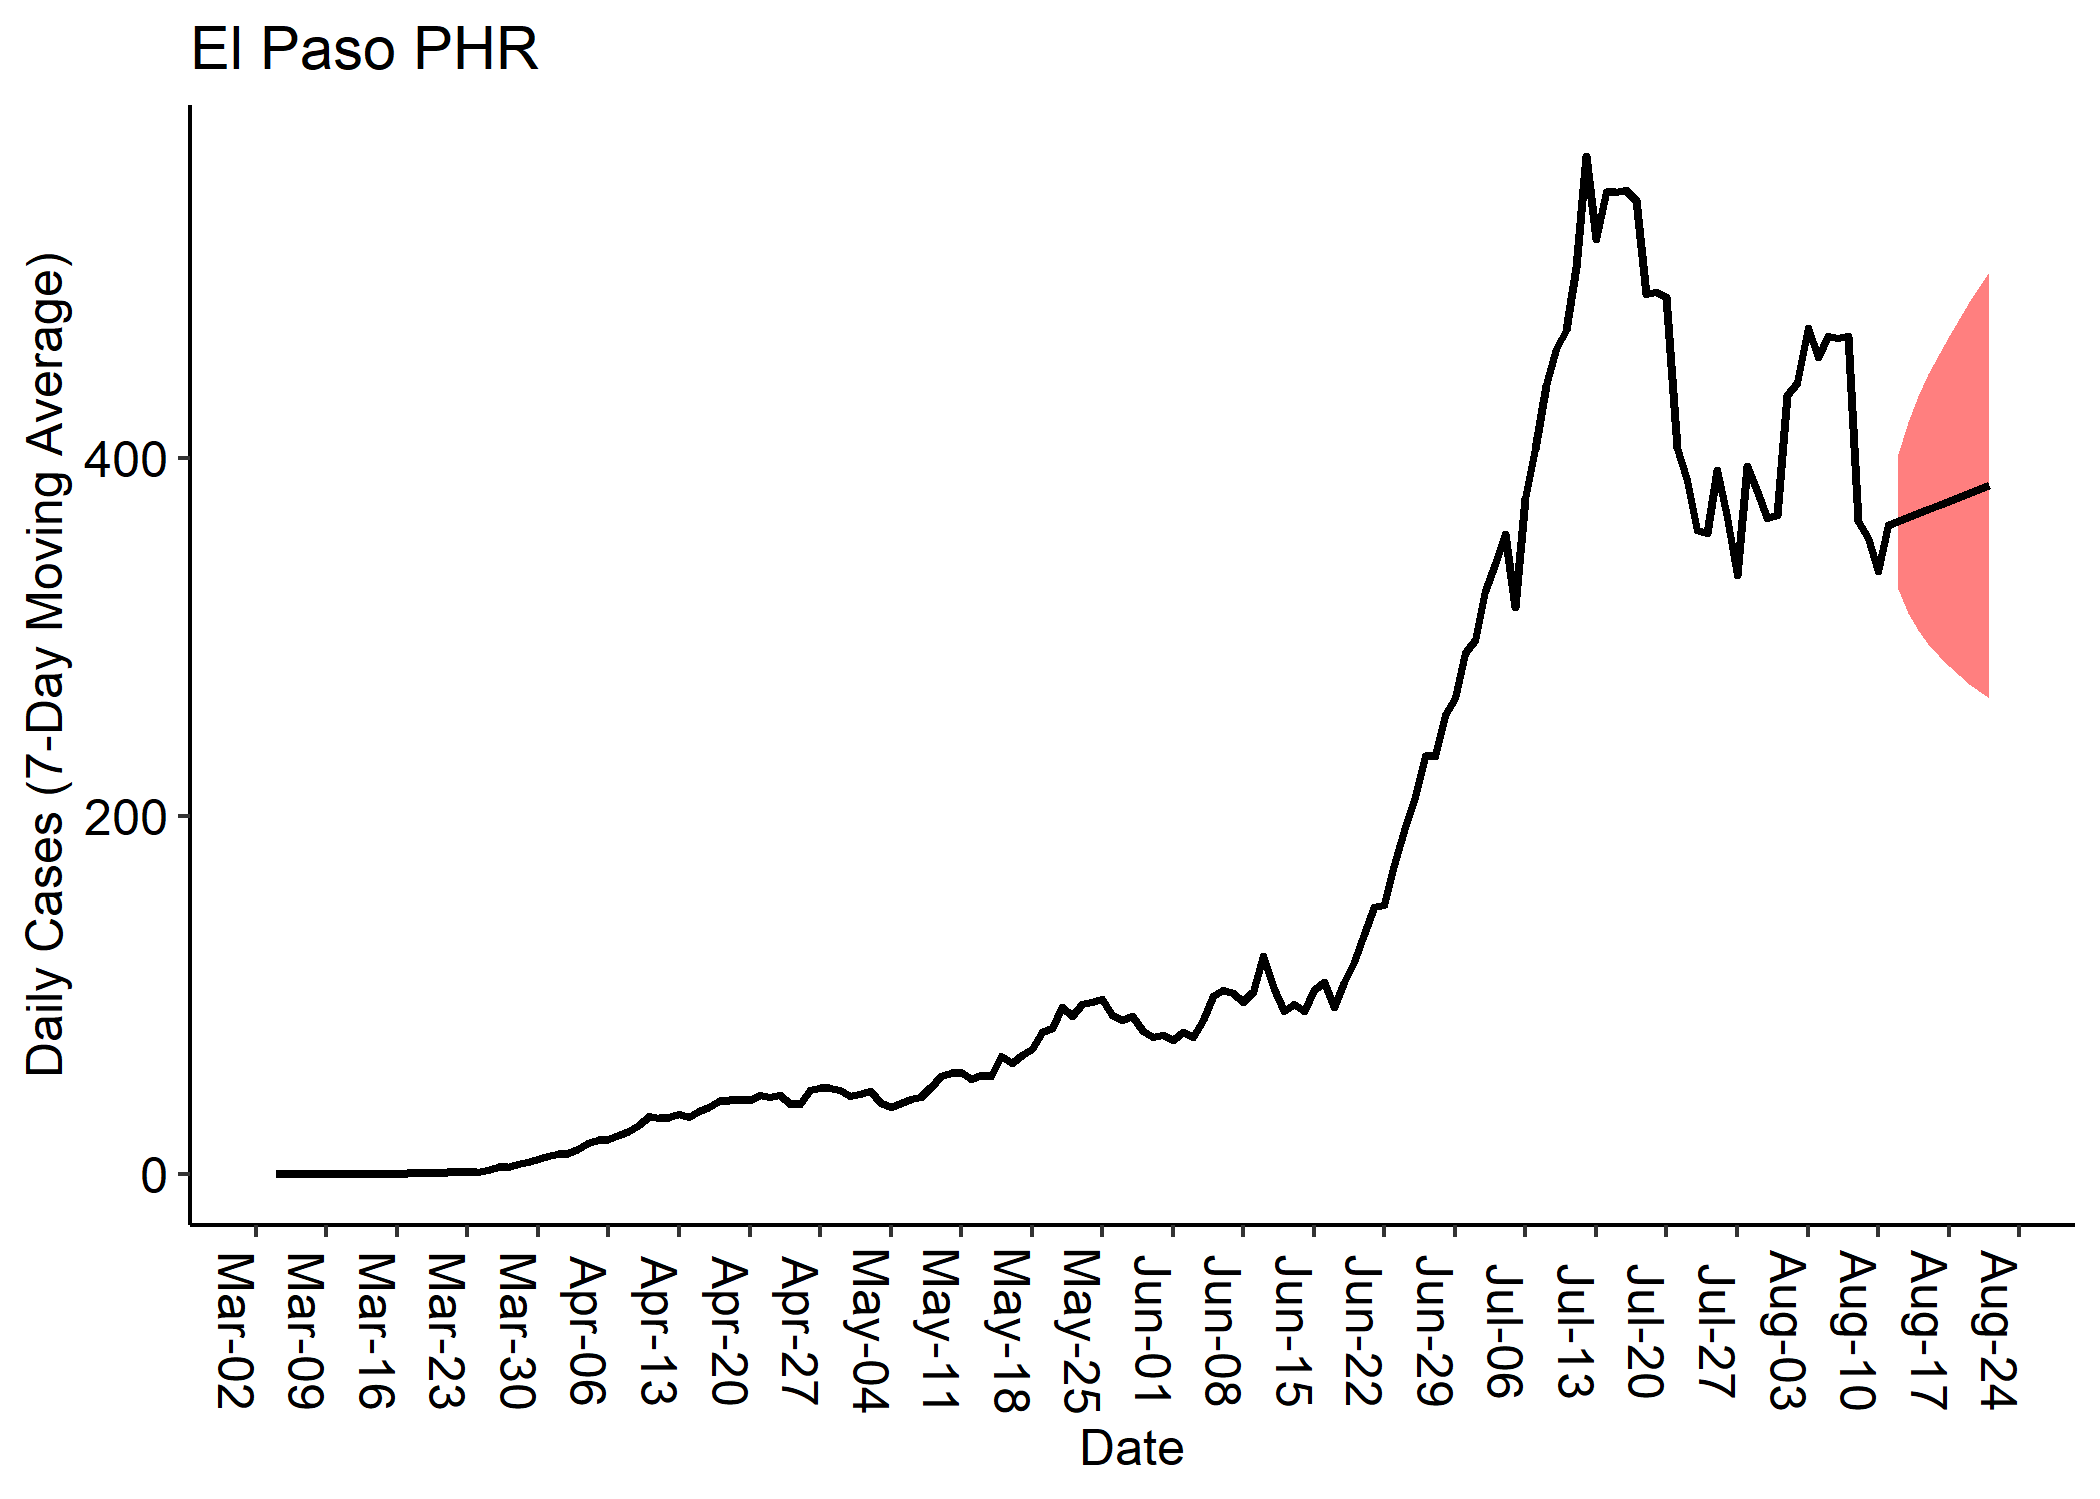 El Paso PHR
Daily Cases (7-Day Moving Average)
400
200
0
Mar-02
Mar-09
Mar-16
Mar-23
Mar-30
Apr-06
Apr-13
Apr-20
Apr-27
May-04
May-11
May-18
May-25
Jun-01
Jun-08
Jun-15
Jun-22
Jun-29
Jul-06
Jul-13
Jul-20
Jul-27
Aug-03
Aug-10
Aug-17
Aug-24
Date